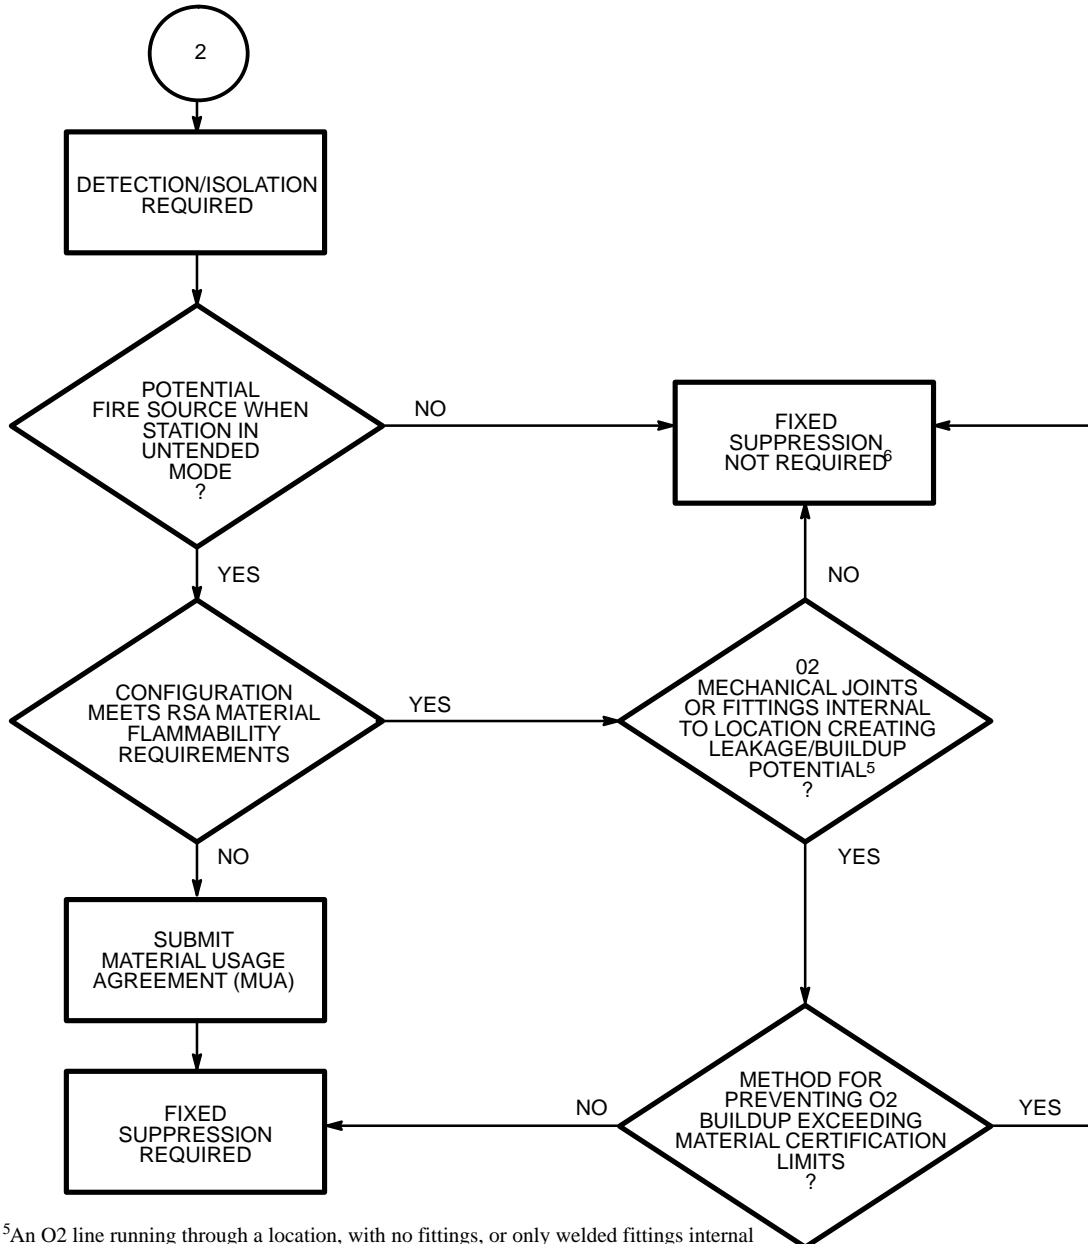 2
DETECTION/ISOLATION
REQUIRED
POTENTIAL
FIRE SOURCE WHEN
STATION IN
UNTENDED
MODE
?
NO
FIXED
SUPPRESSION
NOT REQUIRED6
YES
NO
CONFIGURATION
MEETS RSA MATERIAL
FLAMMABILITY
REQUIREMENTS
YES
02
MECHANICAL JOINTS
OR FITTINGS INTERNAL
TO LOCATION CREATING
LEAKAGE/BUILDUP
POTENTIAL5
?
NO
YES
SUBMIT
MATERIAL USAGE
AGREEMENT (MUA)
FIXED
SUPPRESSION
REQUIRED
NO
METHOD FOR
PREVENTING O2
BUILDUP EXCEEDING
MATERIAL CERTIFICATION
LIMITS
?
YES
5An O2 line running through a location, with no fittings, or only welded fittings internal